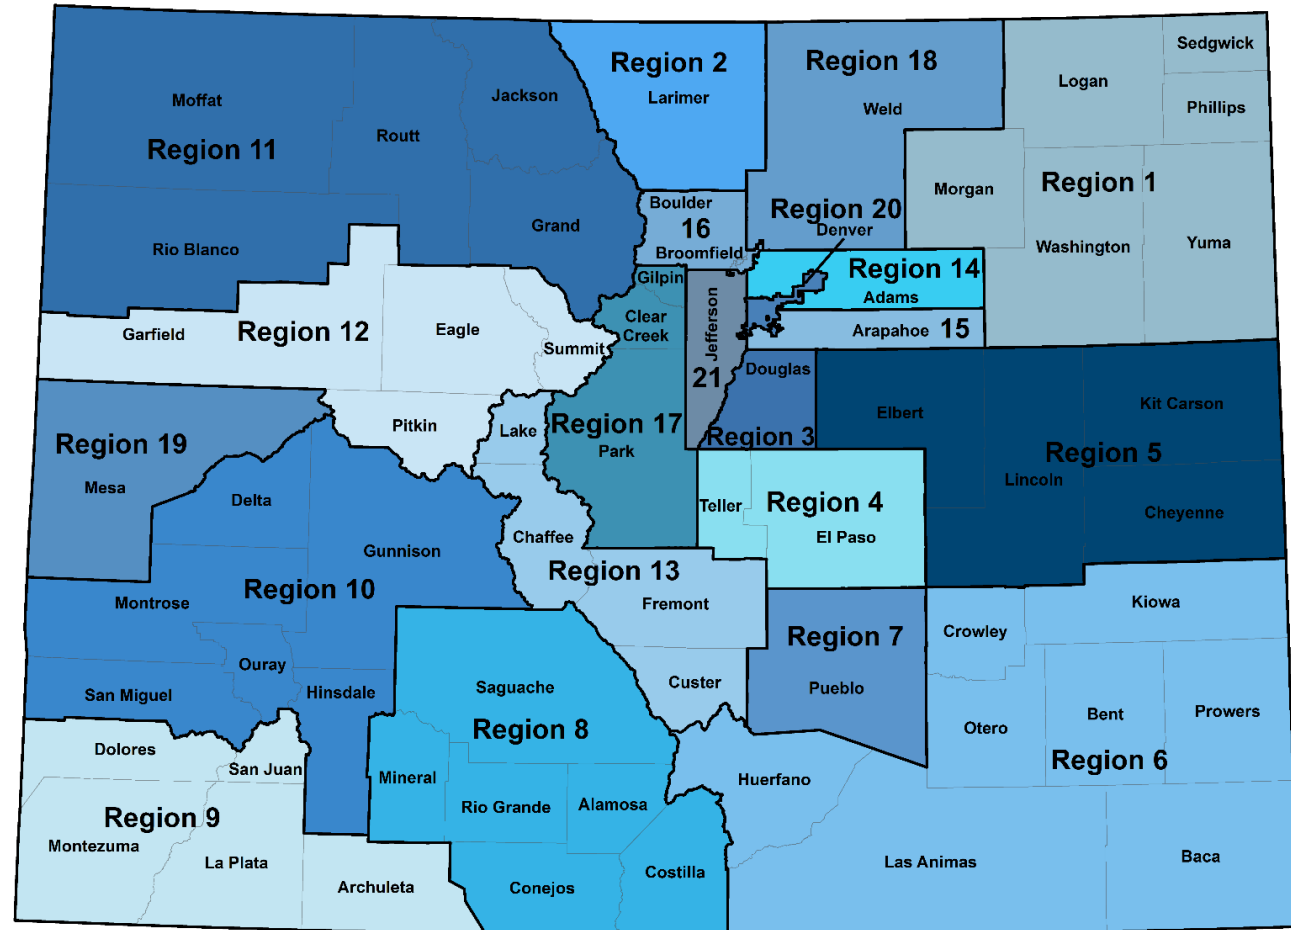 Region 2
Larimer
Region 18
Weld
Logan
Sedgwick
Phillips
Moffat
Jackson
Routt
Region 11
Grand
Rio Blanco
Morgan
Region 1
Washington
Yuma
Boulder
16
Broomfield
Region 20
Denver
Region 14
Adams
Gilpin
Clear
Creek
Jefferson
21
Arapahoe 15
Garfield
Region 12
Eagle
Summit
Pitkin
Lake
Region 17
Park
Douglas
Region 3
Elbert
Kit Carson
Region 5
Lincoln
Cheyenne
Region 19
Mesa
Delta
Gunnison
Chaffee
Teller
Region 4
El Paso
Region 10
Montrose
Ouray
San Miguel
Hinsdale
Region 13
Fremont
Custer
Region 7
Pueblo
Kiowa
Crowley
Otero
Bent
Prowers
Region 6
Saguache
Region 8
Mineral
Rio Grande
Alamosa
Conejos
Costilla
Huerfano
Las Animas
Baca
Dolores
San Juan
Region 9
Montezuma
La Plata
Archuleta